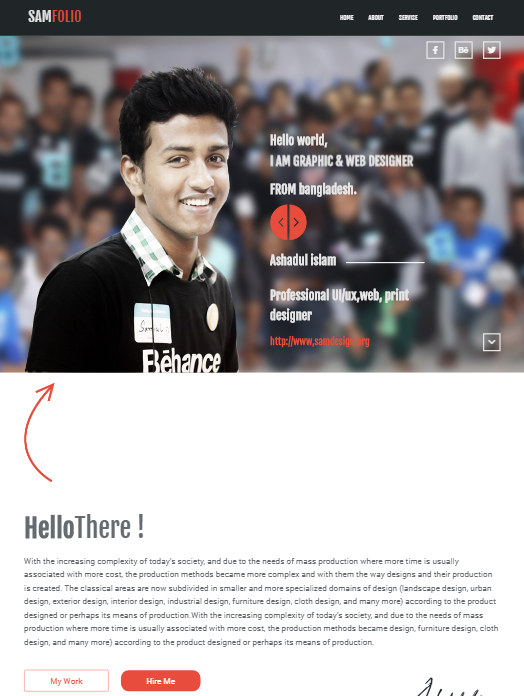 SAMFOLIO
HOME ABOUT SERVISE PORTFOLIO CONTACT
f Bē
Hello world,
I AM GRAPHIC & WEB DESIGNER
FROM bangladesh.
Ashadul islam
Professional UI/ux,web, print
designer
http://www,samdesign.org
Bēhance
HelloThere !
With the increasing complexity of today's society, and due to the needs of mass production where more time is usually
associated with more cost, the production methods became more complex and with them the way designs and their production
is created. The classical areas are now subdivided in smaller and more specialized domains of design (landscape design, urban
design, exterior design, interior design, industrial design, furniture design, cloth design, and many more) according to the product
designed or perhaps its means of production.With the increasing complexity of today's society, and due to the needs of mass
production where more time is usually associated with more cost, the production methods became design, furniture design, cloth
design, and many more) according to the product designed or perhaps its means of production.
My Work
Hire Me